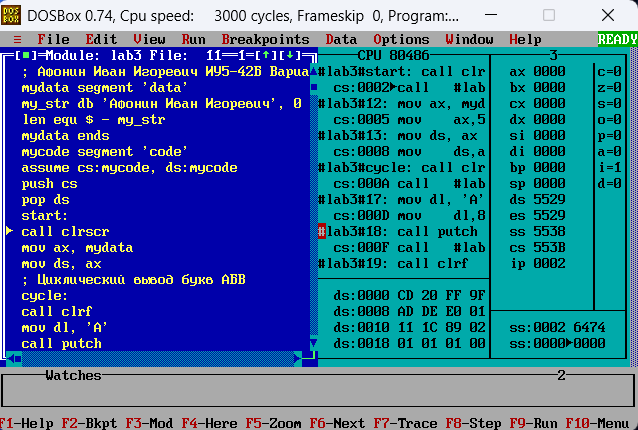 DOSBox 0.74, Cpu speed: 3000 cycles, Frameskip 0, Program:...
≡ File Edit View Run Breakpoints Data Options Window Help READY
[■]=Module: lab3 File: 11 1=[↑][↓]
; Афонин Иван Игоревич ИУ5-42Б Вариа
mydata segment 'data'
my_str db 'Афонин Иван Игоревич', 0
len equ $ - my_str
mydata ends
mycode segment 'code'
assume cs:mycode, ds:mycode
push cs
pop ds
start:
call clrscr
mov ax, mydata
mov ds, ax
; Циклический вывод букв АБВ
cycle:
call clrf
mov dl, 'A'
call putch
CPU 80486 3
#lab3#start: call clr
cs:0002 call #lab
#lab3#12: mov ax, myd
cs:0005 mov ax,5
#lab3#13: mov ds, ax
cs:0008 mov ds,a
#lab3#cycle: call clr
cs:000A call #lab
#lab3#17: mov dl, 'A'
cs:000D mov dl,8
#lab3#18: call putch
cs:000F call #lab
#lab3#19: call clrf
ax 0000 c=0
bx 0000 z=0
cx 0000 s=0
dx 0000 o=0
si 0000 p=0
di 0000 a=0
bp 0000 i=1
sp 0000 d=0
ds 5529
es 5529
ss 5538
cs 553B
ip 0002
ds:0000 CD 20 FF 9F
ds:0008 AD DE E0 01
ds:0010 11 1C 89 02
ds:0018 01 01 01 00
ss:0002 6474
ss:0000 0000
Watches 2
F1-Help F2-Bkpt F3-Mod F4-Here F5-Zoom F6-Next F7-Trace F8-Step F9-Run F10-Menu